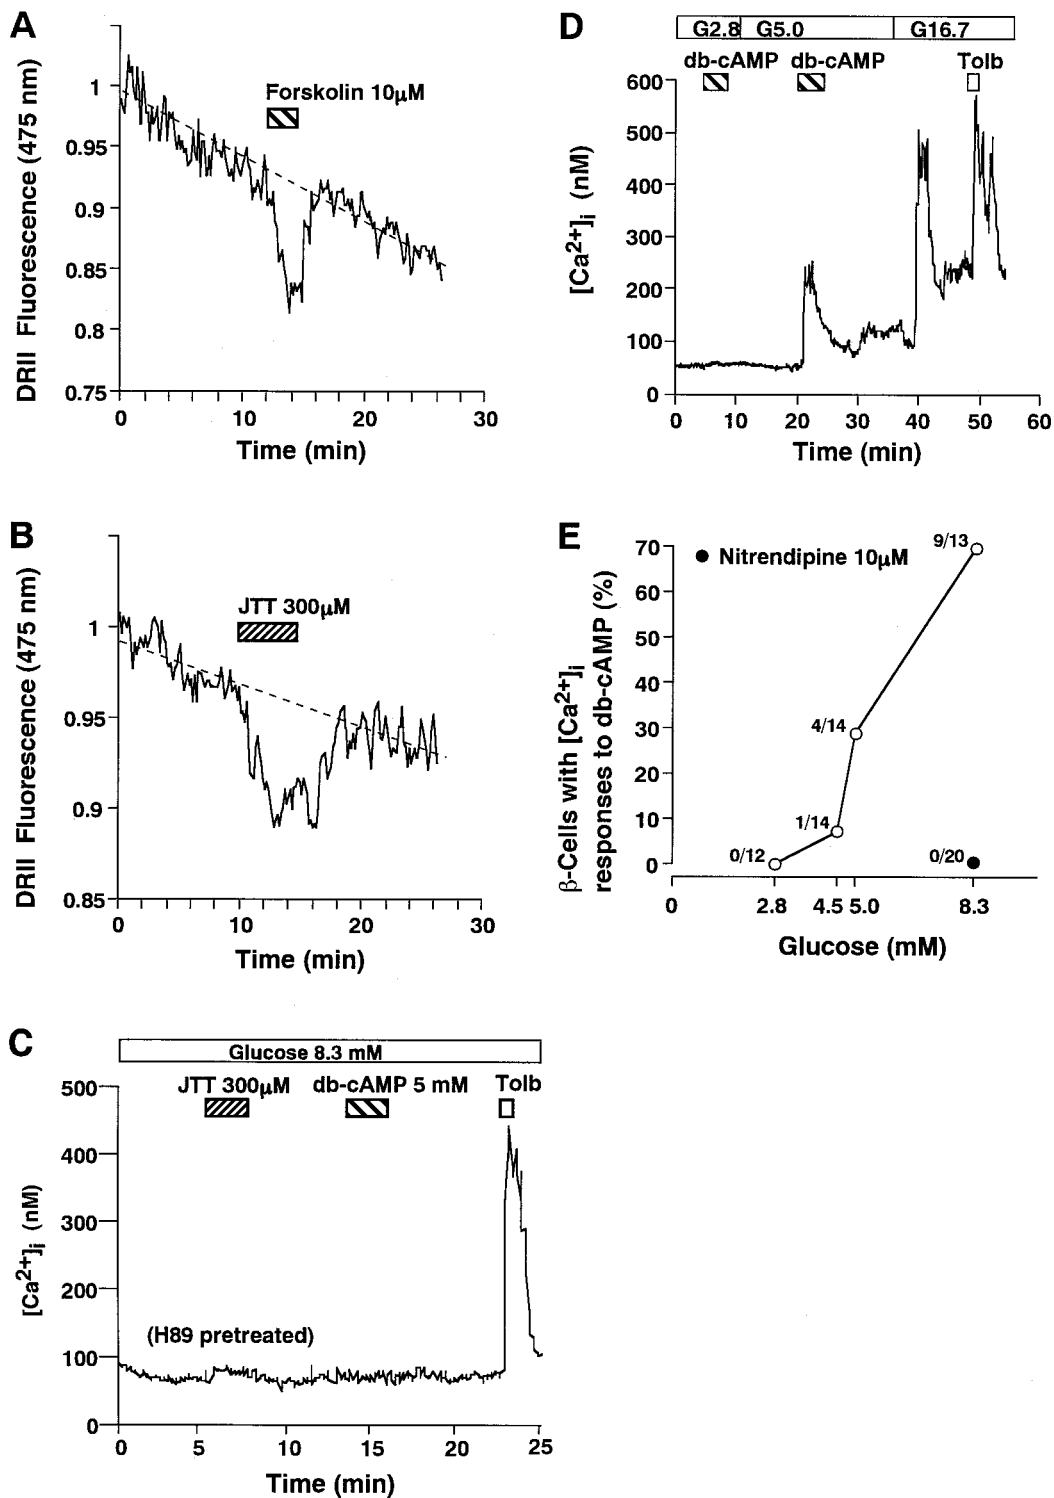 A
DRII Fluorescence (475 nm)
1
0.95
0.9
0.85
0.8
0.75
Forskolin 10µM
0 10 20 30
Time (min)
B
DRII Fluorescence (475 nm)
1
0.95
0.9
0.85
JTT 300µM
0 10 20 30
Time (min)
C
Glucose 8.3 mM
JTT 300µM db-cAMP 5 mM Tolb
[Ca2+]i (nM)
500
400
300
200
100
0
(H89 pretreated)
0 5 10 15 20 25
Time (min)
D
G2.8 G5.0 G16.7
db-cAMP db-cAMP Tolb
[Ca2+]i (nM)
600
500
400
300
200
100
0
0 10 20 30 40 50 60
Time (min)
E
β-Cells with [Ca2+]i
responses to db-cAMP (%)
70
60
50
40
30
20
10
0
Nitrendipine 10µM
9/13
4/14
1/14
0/12
0/20
0 2.8 4.5 5.0 8.3
Glucose (mM)